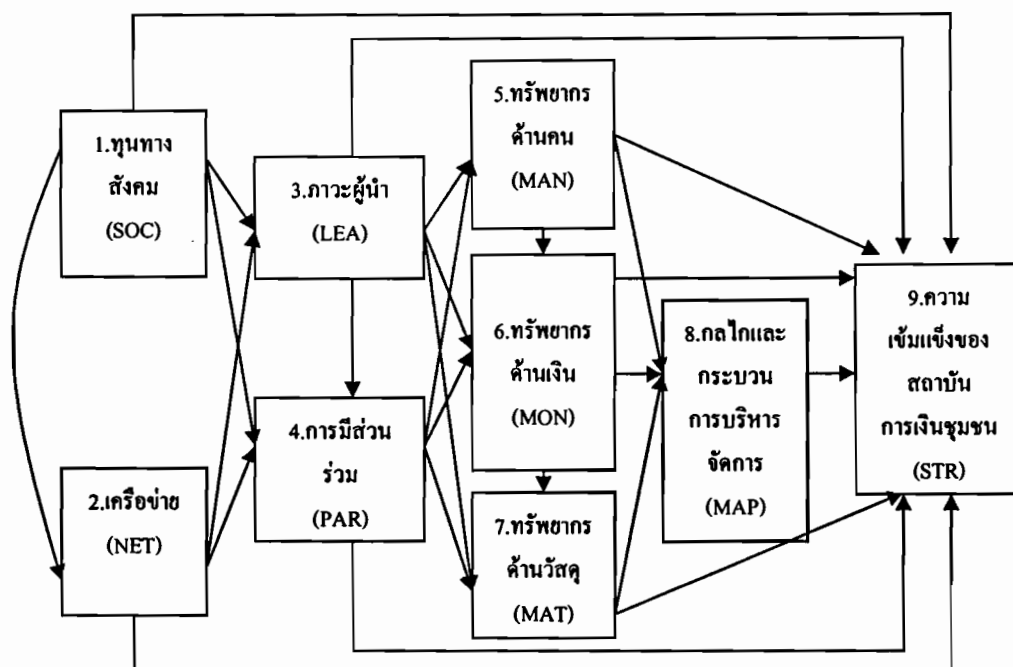 1.ทุนทาง
สังคม
(SOC)
2.เครือข่าย
(NET)
3.ภาวะผู้นำ
(LEA)
4.การมีส่วน
ร่วม
(PAR)
5.ทรัพยากร
ด้านคน
(MAN)
6.ทรัพยากร
ด้านเงิน
(MON)
7.ทรัพยากร
ด้านวัสดุ
(MAT)
8.กลไกและ
กระบวน
การบริหาร
จัดการ
(MAP)
9.ความ
เข้มแข็งของ
สถาบัน
การเงินชุมชน
(STR)